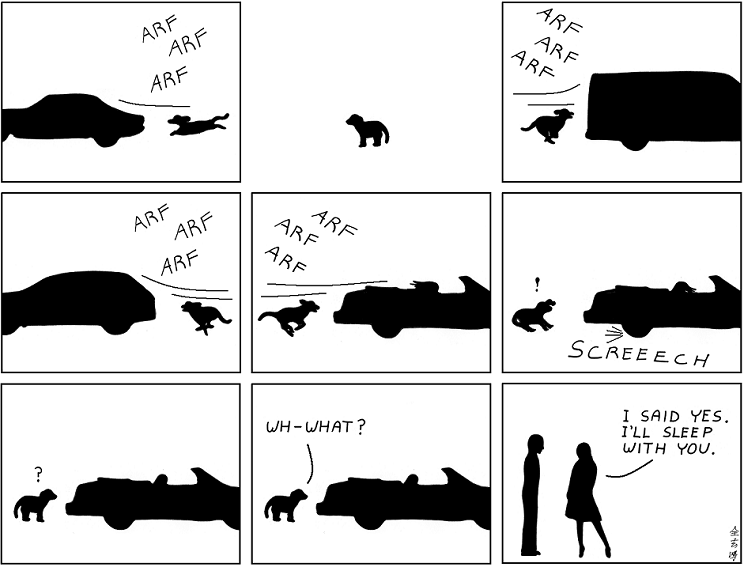 ARF
ARF
ARF
ARF
ARF
ARF
ARF
ARF
ARF
ARF
ARF
ARF
!
SCREEECH
?
WH-WHAT?
I SAID YES.
I'LL SLEEP
WITH YOU.